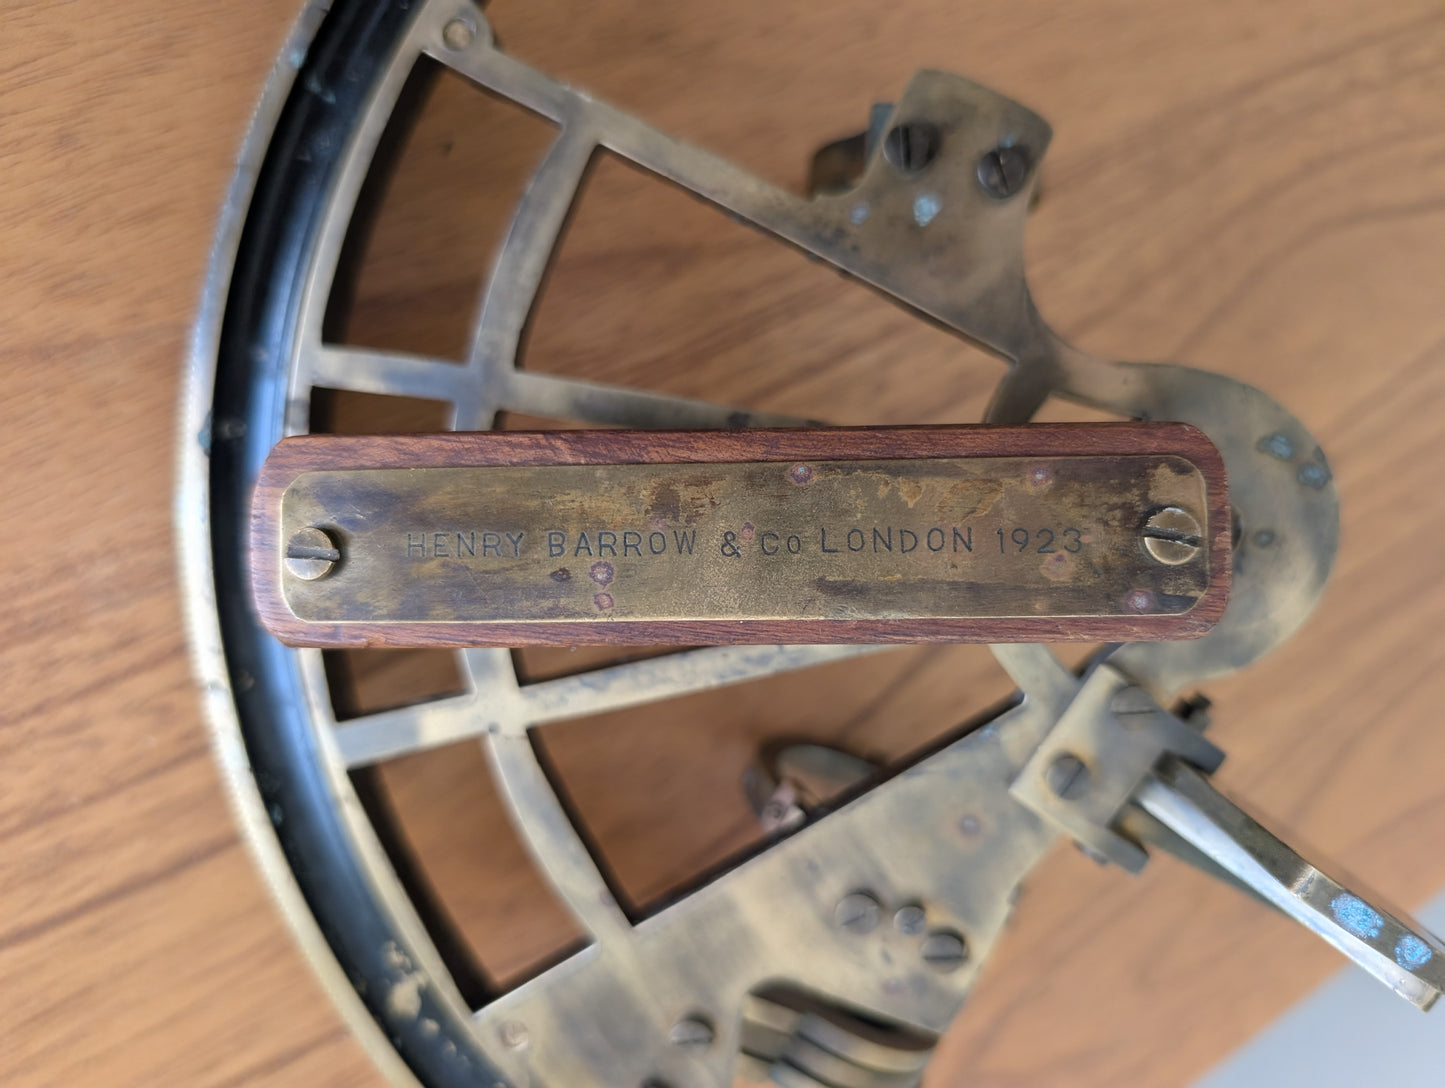 HENRY BARROW & Co LONDON 1923